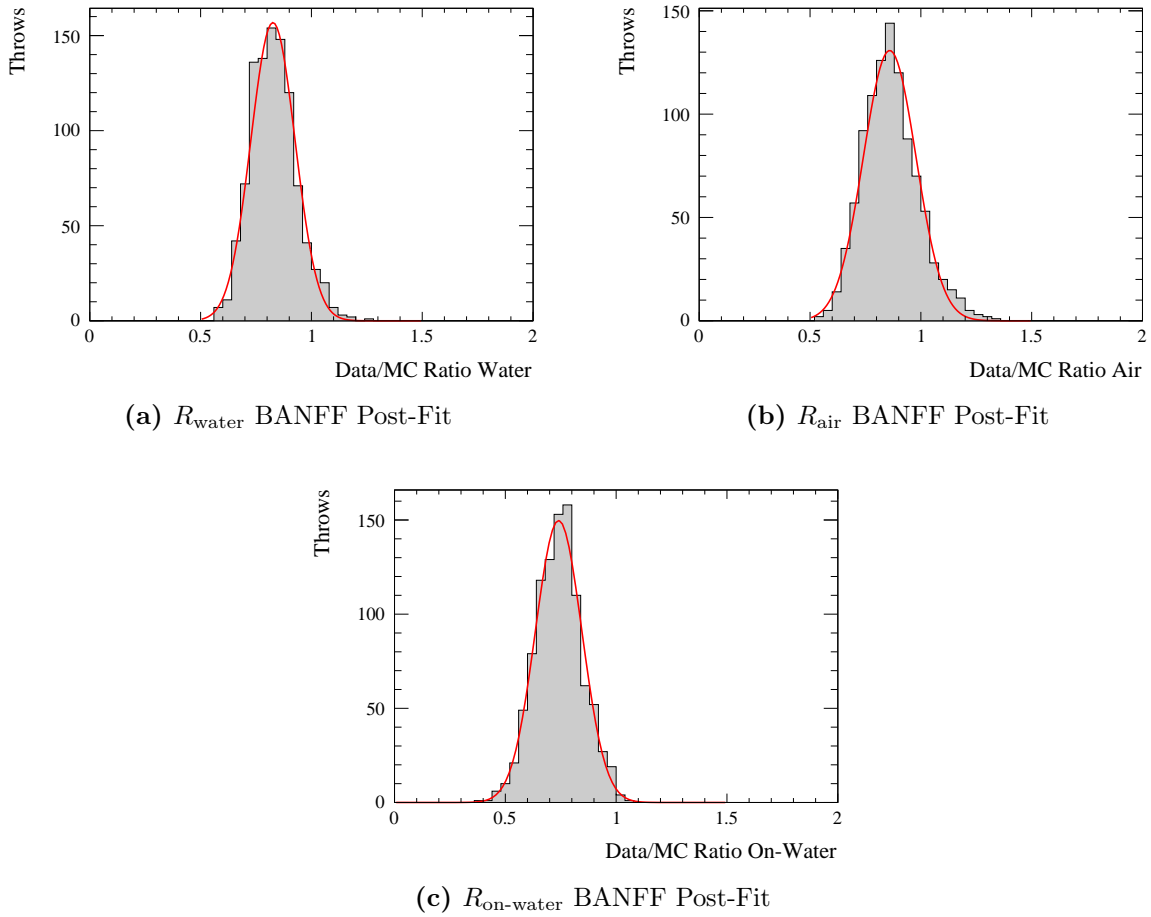 Throws
150
100
50
0
0 0.5 1 1.5 2
Data/MC Ratio Water
(a) R_water BANFF Post-Fit
Throws
150
100
50
0
0 0.5 1 1.5 2
Data/MC Ratio Air
(b) R_air BANFF Post-Fit
Throws
150
100
50
0
0 0.5 1 1.5 2
Data/MC Ratio On-Water
(c) R_on-water BANFF Post-Fit